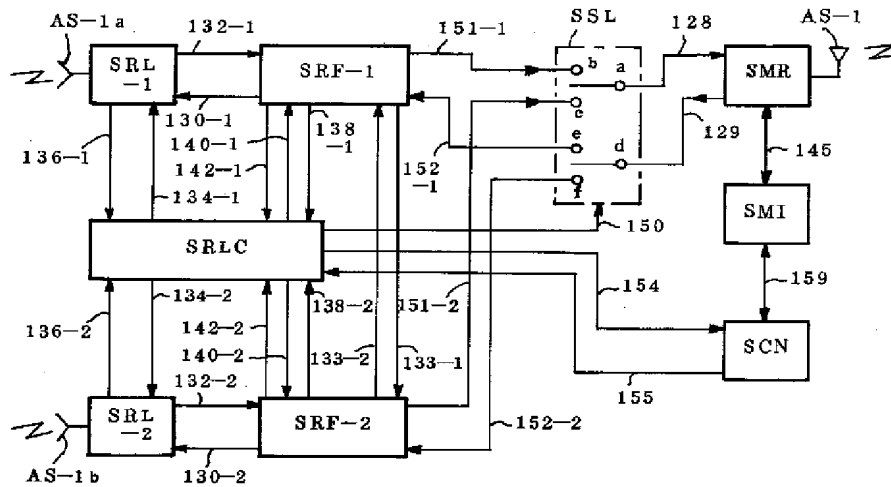 AS-1a
132-1
151-1
SSL
128
AS-1
SRL
-1
SRF-1
b
a
c
e
d
f
SMR
130-1
140-1
138
-1
136-1
142-1
134-1
152
-1
129
145
SRLC
150
SMI
134-2
138-2
151-2
154
159
136-2
142-2
140-2
133-2
133-1
132-2
SCN
155
SRL
-2
SRF-2
152-2
AS-1b
130-2